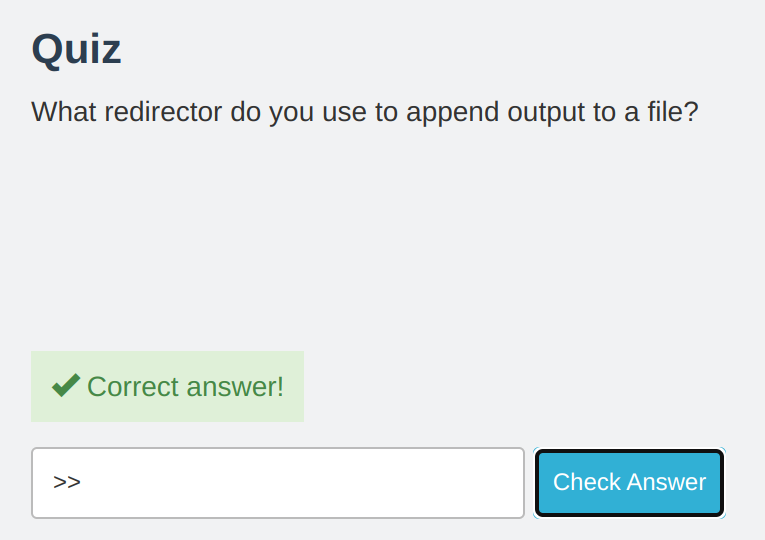 Quiz
What redirector do you use to append output to a file?
Correct answer!
>>
Check Answer